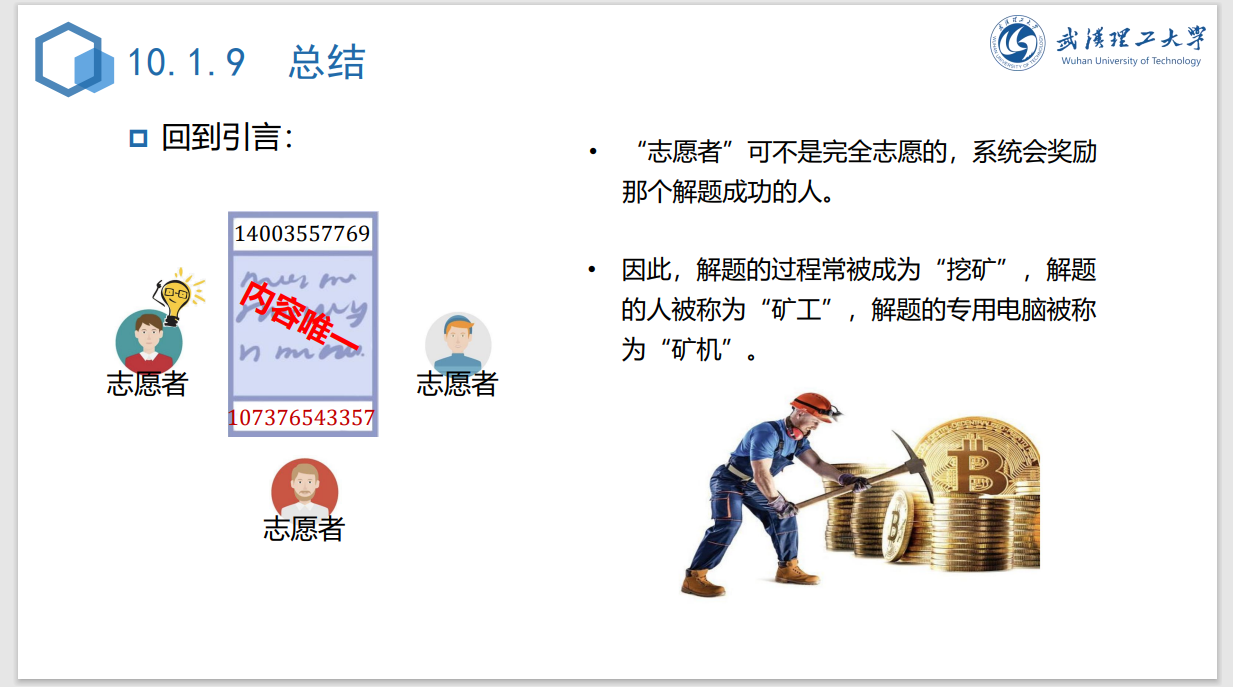 10.1.9 总结
武汉理工大学
Wuhan University of Technology
回到引言：
14003557769
内容唯一
107376543357
志愿者
志愿者
志愿者
• “志愿者”可不是完全志愿的，系统会奖励
那个解题成功的人。
• 因此，解题的过程常被成为“挖矿”，解题
的人被称为“矿工”，解题的专用电脑被称
为“矿机”。
B
B